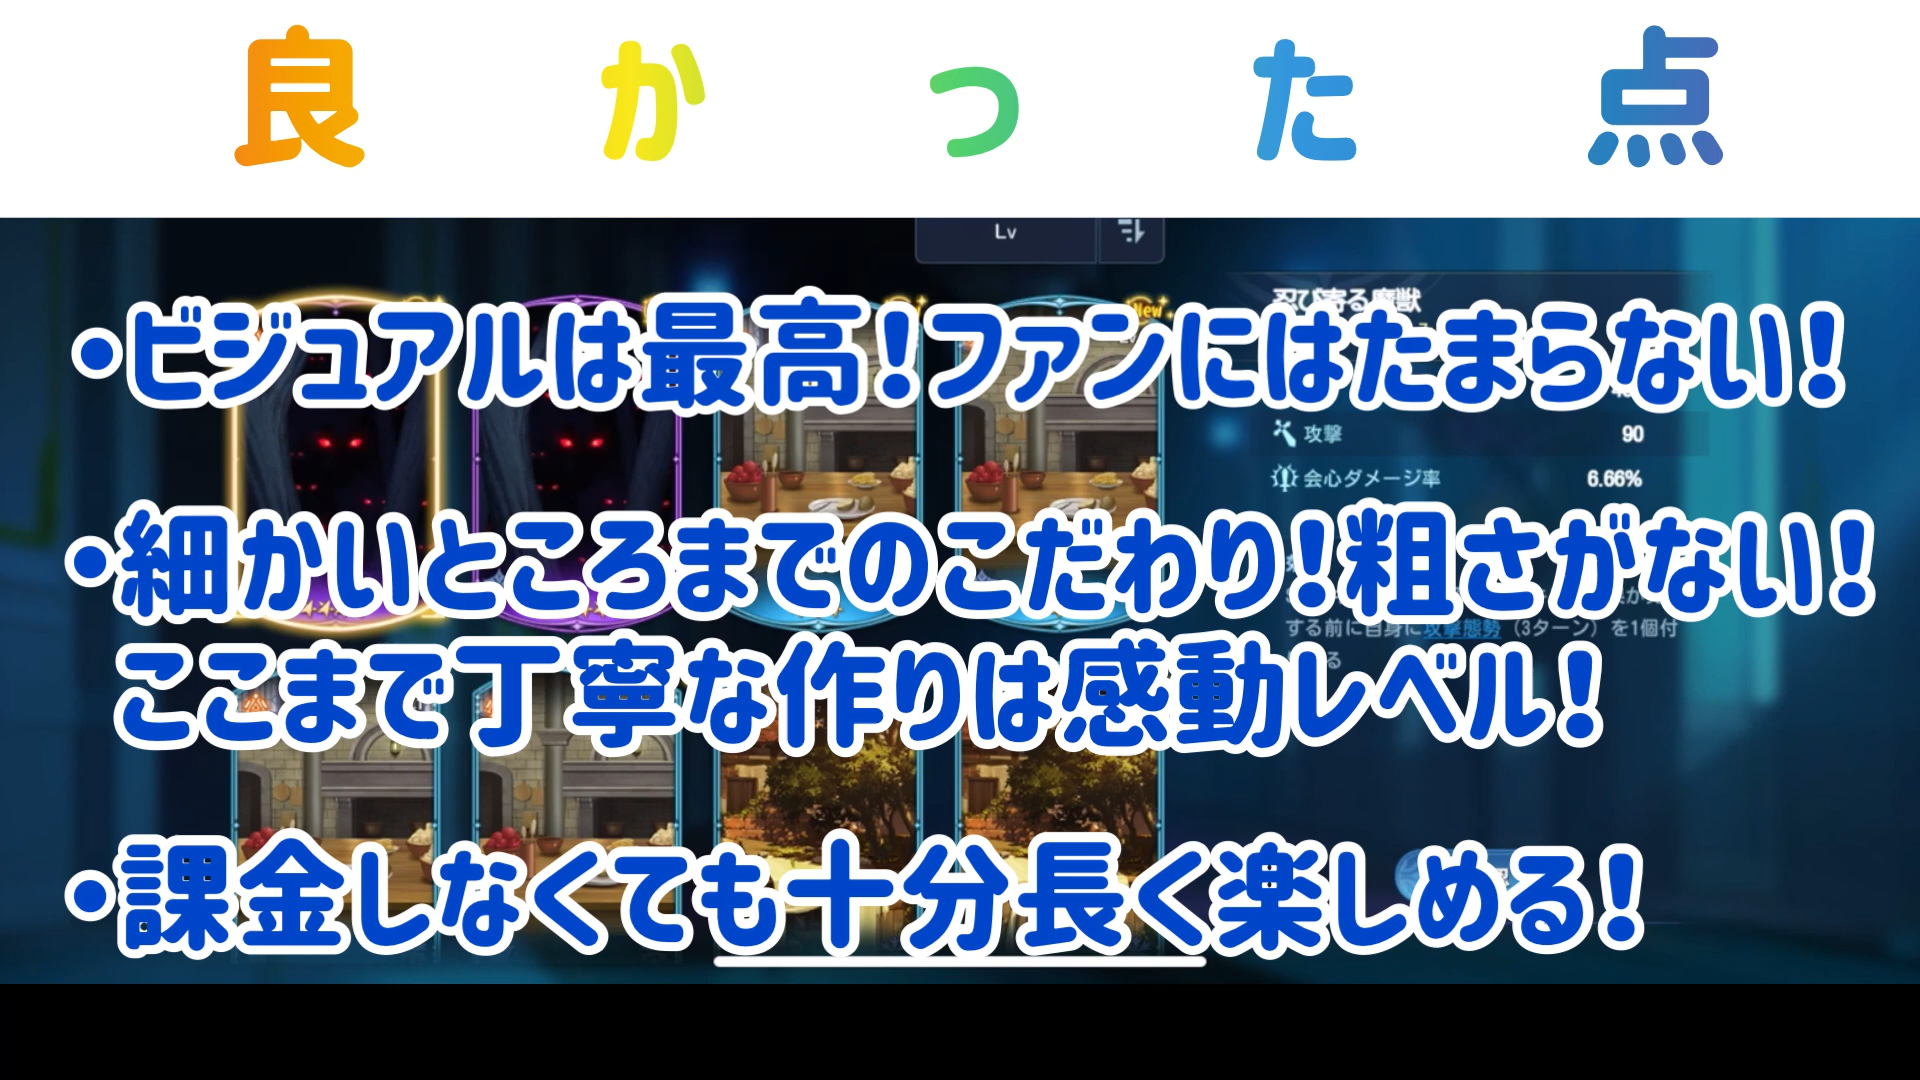 良かった点
Lv
New
忍び寄る魔獣
・ビジュアルは最高！ファンにはたまらない！
攻撃 90
会心ダメージ率 6.66%
・細かいところまでのこだわり！粗さがない！
する前に自身に攻撃態勢（3ターン）を1個付
る
ここまで丁寧な作りは感動レベル！
・課金しなくても十分長く楽しめる！